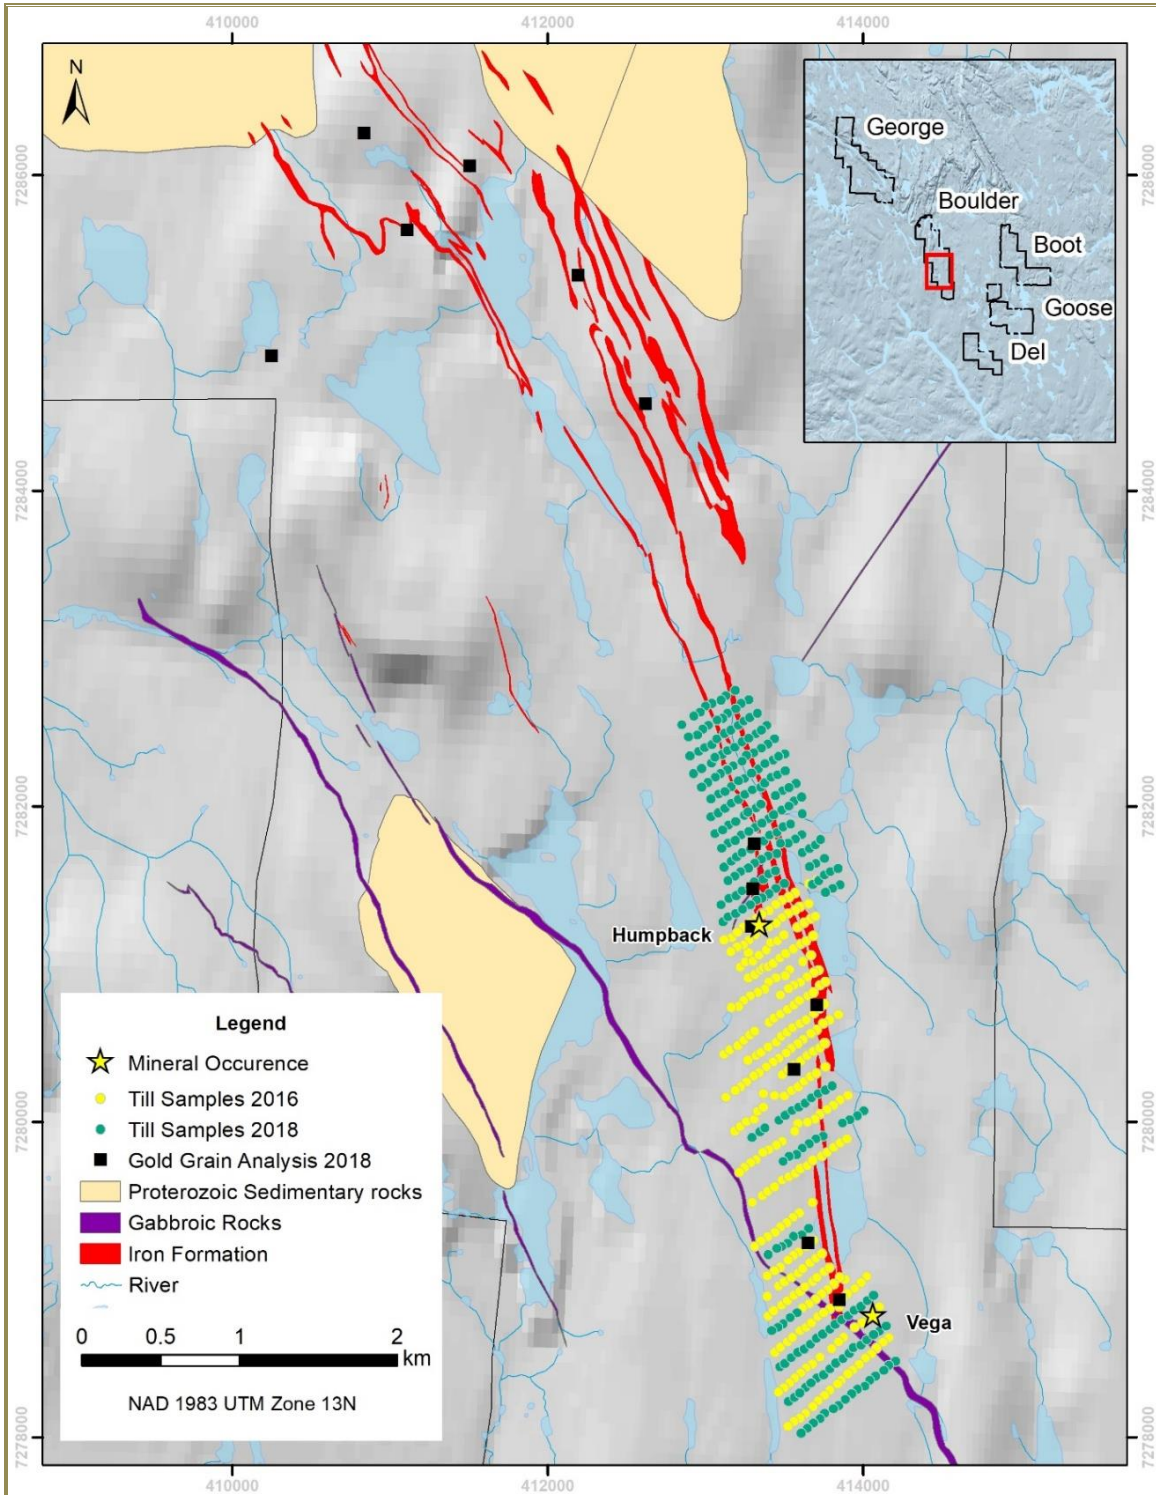 410000
412000
414000
N
George
Boulder
Boot
Goose
Del
7286000
7286000
7284000
7284000
7282000
7282000
Humpback
7280000
7280000
Legend
Mineral Occurence
Till Samples 2016
Till Samples 2018
Gold Grain Analysis 2018
Proterozoic Sedimentary rocks
Gabbroic Rocks
Iron Formation
River
0 0.5 1 2
km
NAD 1983 UTM Zone 13N
Vega
7278000
7278000
410000
412000
414000